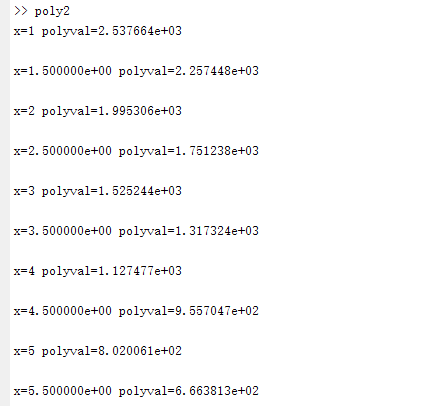 >> poly2
x=1 polyval=2.537664e+03
x=1.500000e+00 polyval=2.257448e+03
x=2 polyval=1.995306e+03
x=2.500000e+00 polyval=1.751238e+03
x=3 polyval=1.525244e+03
x=3.500000e+00 polyval=1.317324e+03
x=4 polyval=1.127477e+03
x=4.500000e+00 polyval=9.557047e+02
x=5 polyval=8.020061e+02
x=5.500000e+00 polyval=6.663813e+02